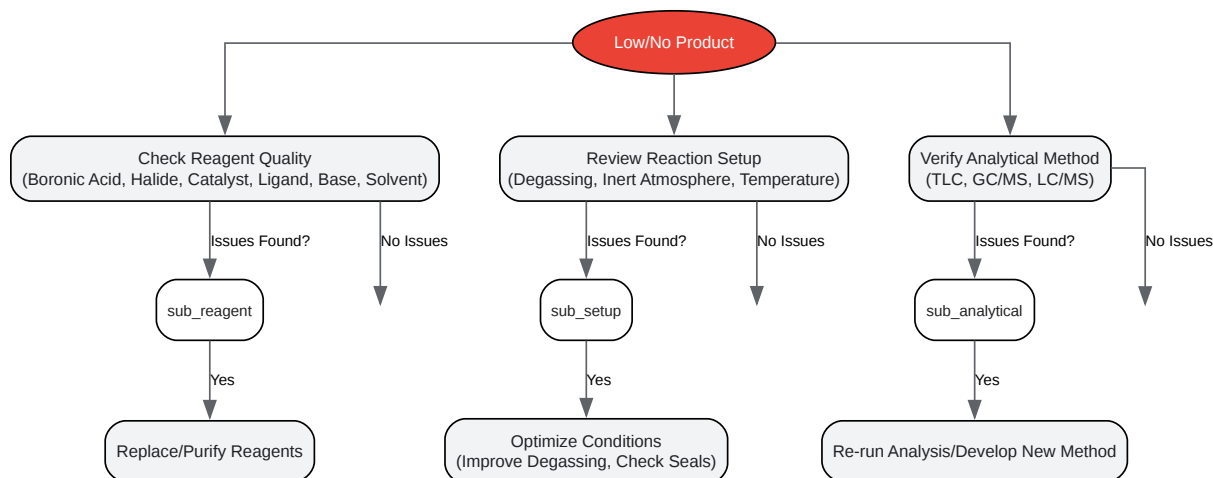 Low/No Product
Check Reagent Quality
(Boronic Acid, Halide, Catalyst, Ligand, Base, Solvent)
Review Reaction Setup
(Degassing, Inert Atmosphere, Temperature)
Verify Analytical Method
(TLC, GC/MS, LC/MS)
Issues Found?
No Issues
Issues Found?
No Issues
Issues Found?
No Issues
sub_reagent
sub_setup
sub_analytical
Yes
Yes
Yes
Replace/Purify Reagents
Optimize Conditions
(Improve Degassing, Check Seals)
Re-run Analysis/Develop New Method